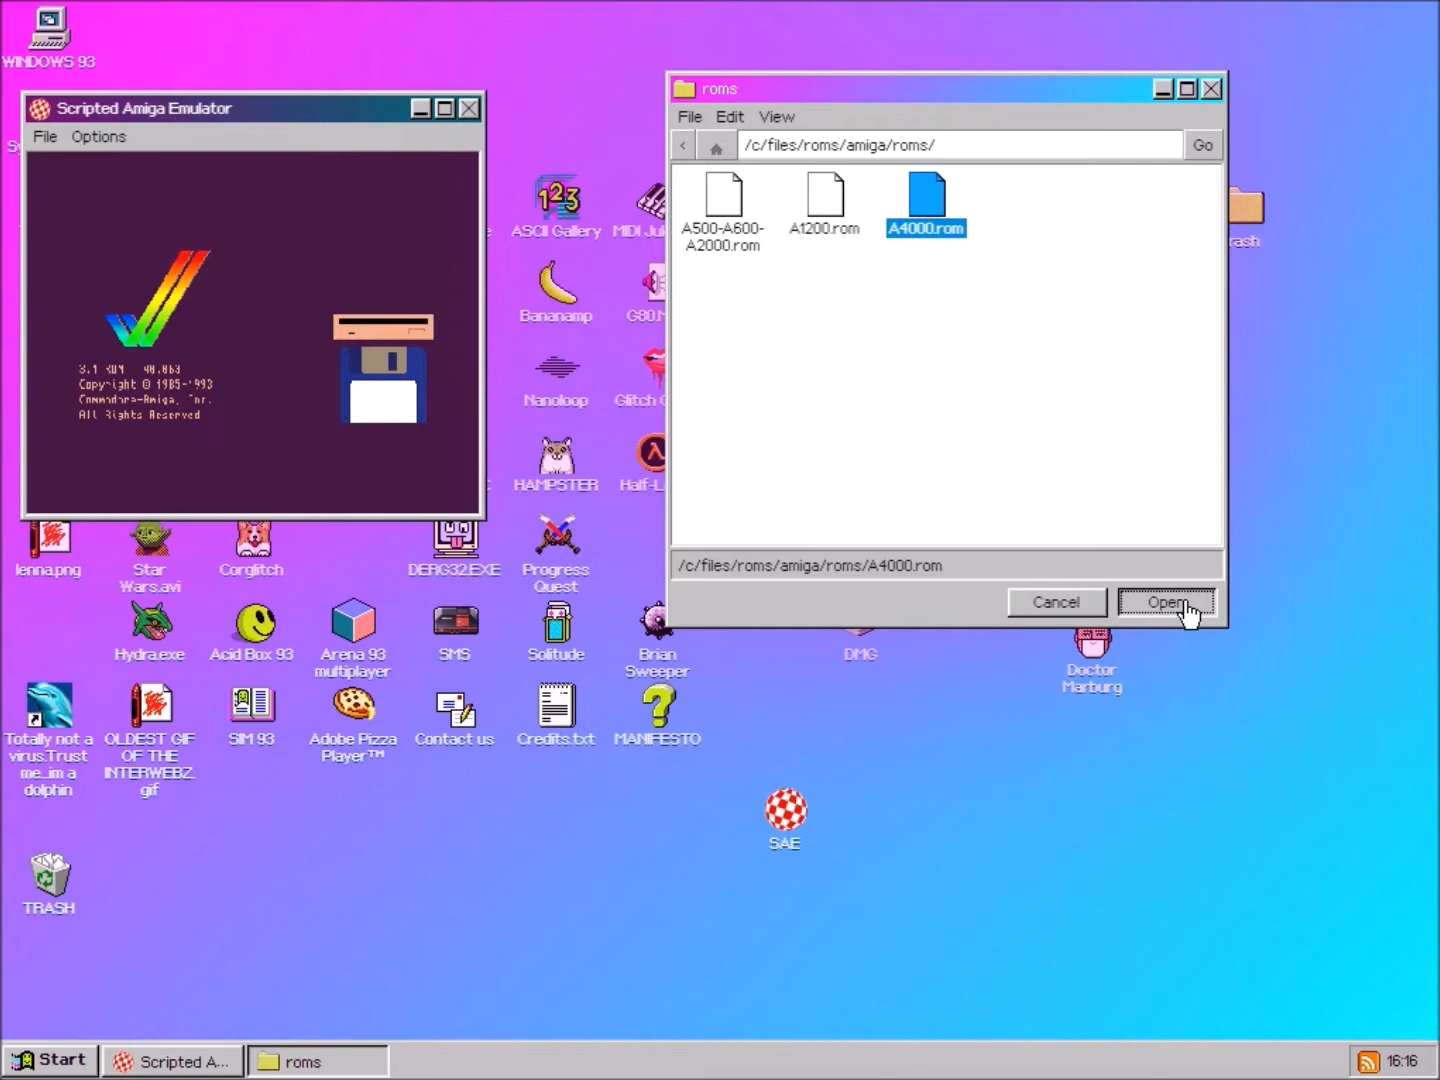 WINDOWS 93
Scripted Amiga Emulator
File Options
3.1 ROM 40.063
Copyright © 1985-1993
Commodore-Amiga, Inc.
All Rights Reserved
roms
File Edit View
/c/files/roms/amiga/roms/
Go
A500-A600-
A2000.rom
A1200.rom
A4000.rom
/c/files/roms/amiga/roms/A4000.rom
Cancel
Open
ASCII Gallery
MIDI
Bananamp
Nanoloop
Glitch
HAMPSTER
lenna.png
Star
Wars.avi
Corglitch
DERG32.EXE
Progress
Quest
Hydra.exe
Acid Box 93
Arena 93
multiplayer
SMS
Solitude
Brian
Sweeper
DMG
Doctor
Marburg
Totally not a
virus.Trust
me..im a
dolphin
OLDEST GIF
OF THE
INTERWEBZ.
gif
SIM 93
Adobe Pizza
Player™
Contact us
Credits.txt
MANIFESTO
SAE
TRASH
Start
Scripted A...
roms
16:16